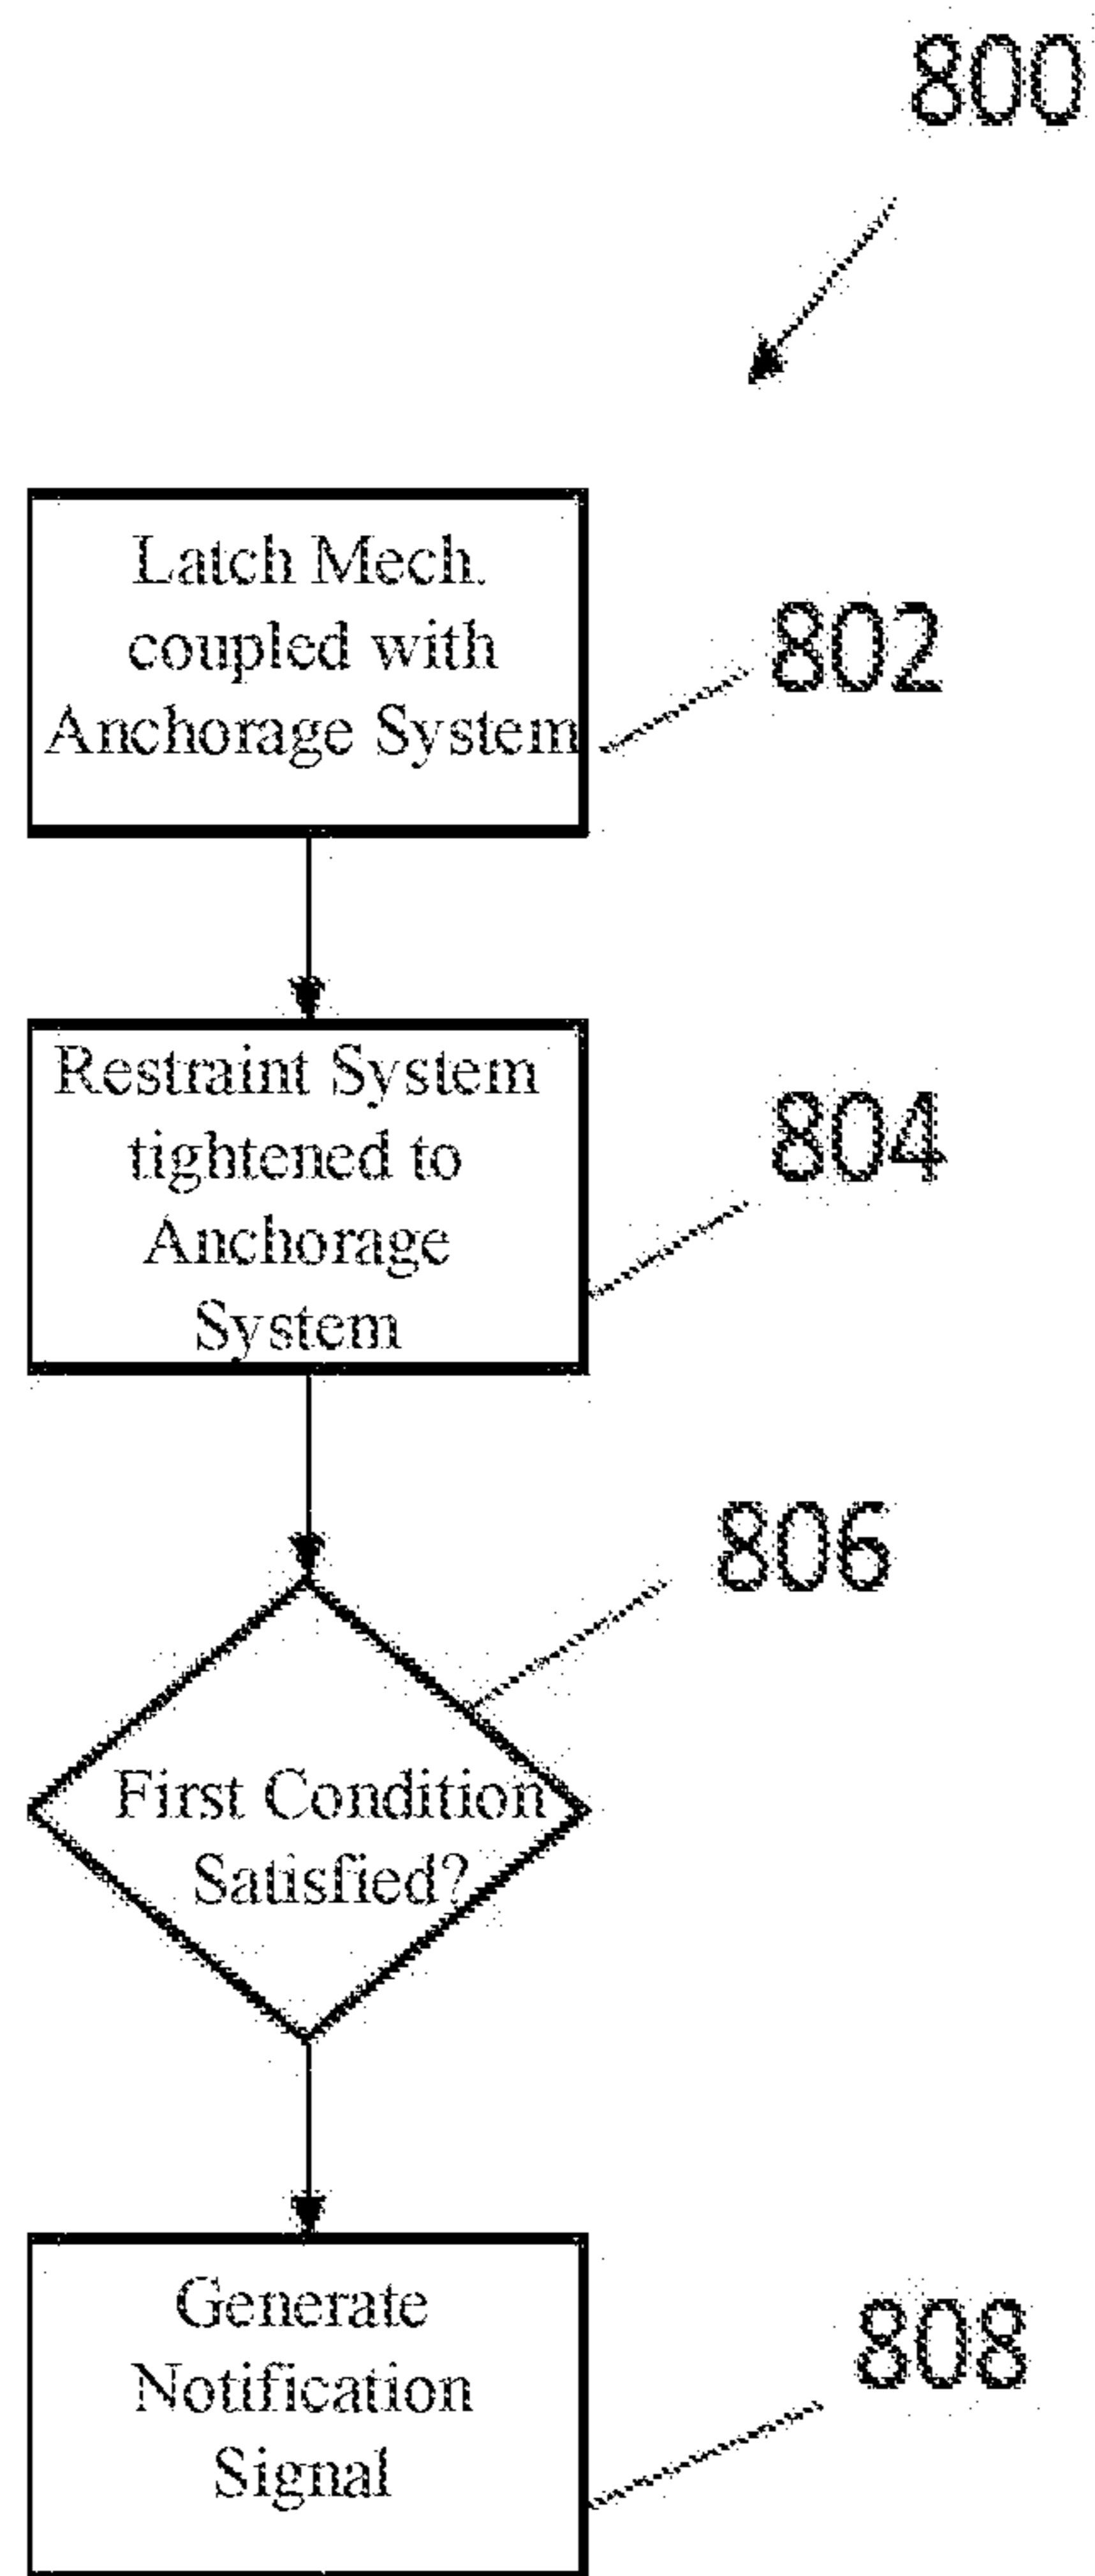 800
Latch Mech.
coupled with
Anchorage System
802
Restraint System
tightened to
Anchorage
System
804
806
First Condition
Satisfied?
Generate
Notification
Signal
808